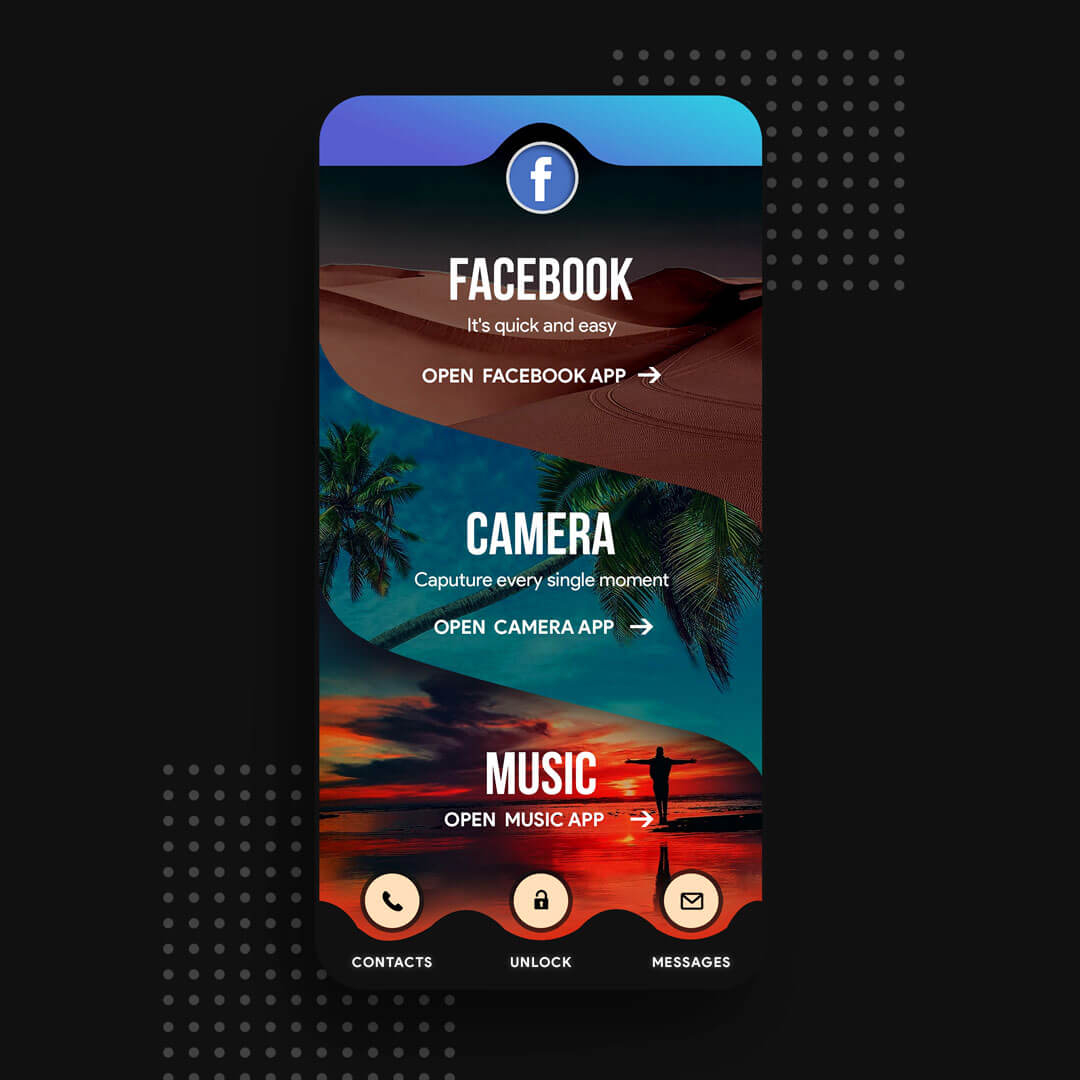 f
FACEBOOK
It's quick and easy
OPEN FACEBOOK APP
CAMERA
Caputure every single moment
OPEN CAMERA APP
MUSIC
OPEN MUSIC APP
CONTACTS UNLOCK MESSAGES